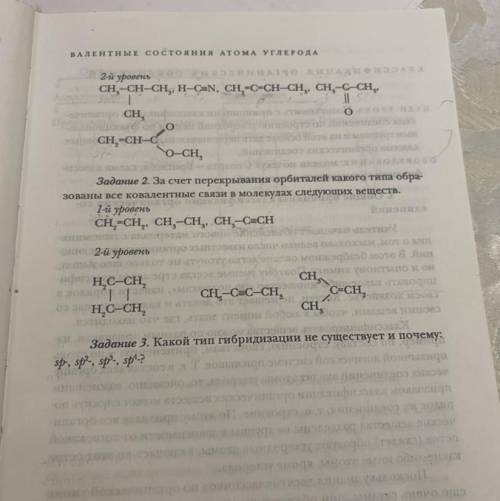 ВАЛЕНТНЫЕ СОСТОЯНИЯ АТОМА УГЛЕРОДА
2-й уровень
CH₃–CH–CH₃, H–C≡N, CH₂=C=CH–CH₃, CH₃–C–CH₃,
CH₃ O
O
CH₂=CH–C
O–CH₃
Задание 2. За счет перекрывания орбиталей какого типа обра-
зованы все ковалентные связи в молекулах следующих веществ.
1-й уровень
CH₂=CH₂, CH₃–CH₃, CH₃–C≡CH
2-й уровень
H₂C–CH₂ CH₃
CH₃–C≡C–CH₃ C=CH₂
H₂C–CH₂ CH₃
Задание 3. Какой тип гибридизации не существует и почему:
sp-, sp²-, sp³-, sp⁴-?